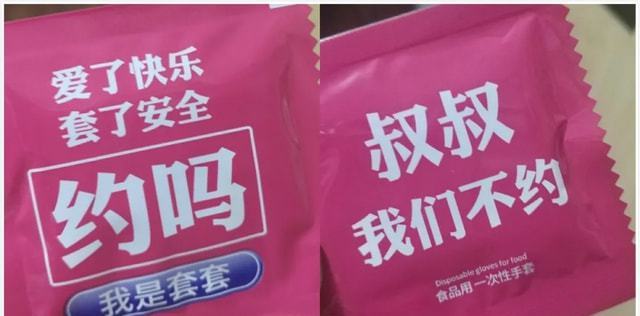 爱了快乐
套了安全
约吗
我是套套
叔叔
我们不约
Disposable gloves for food
食品用一次性手套